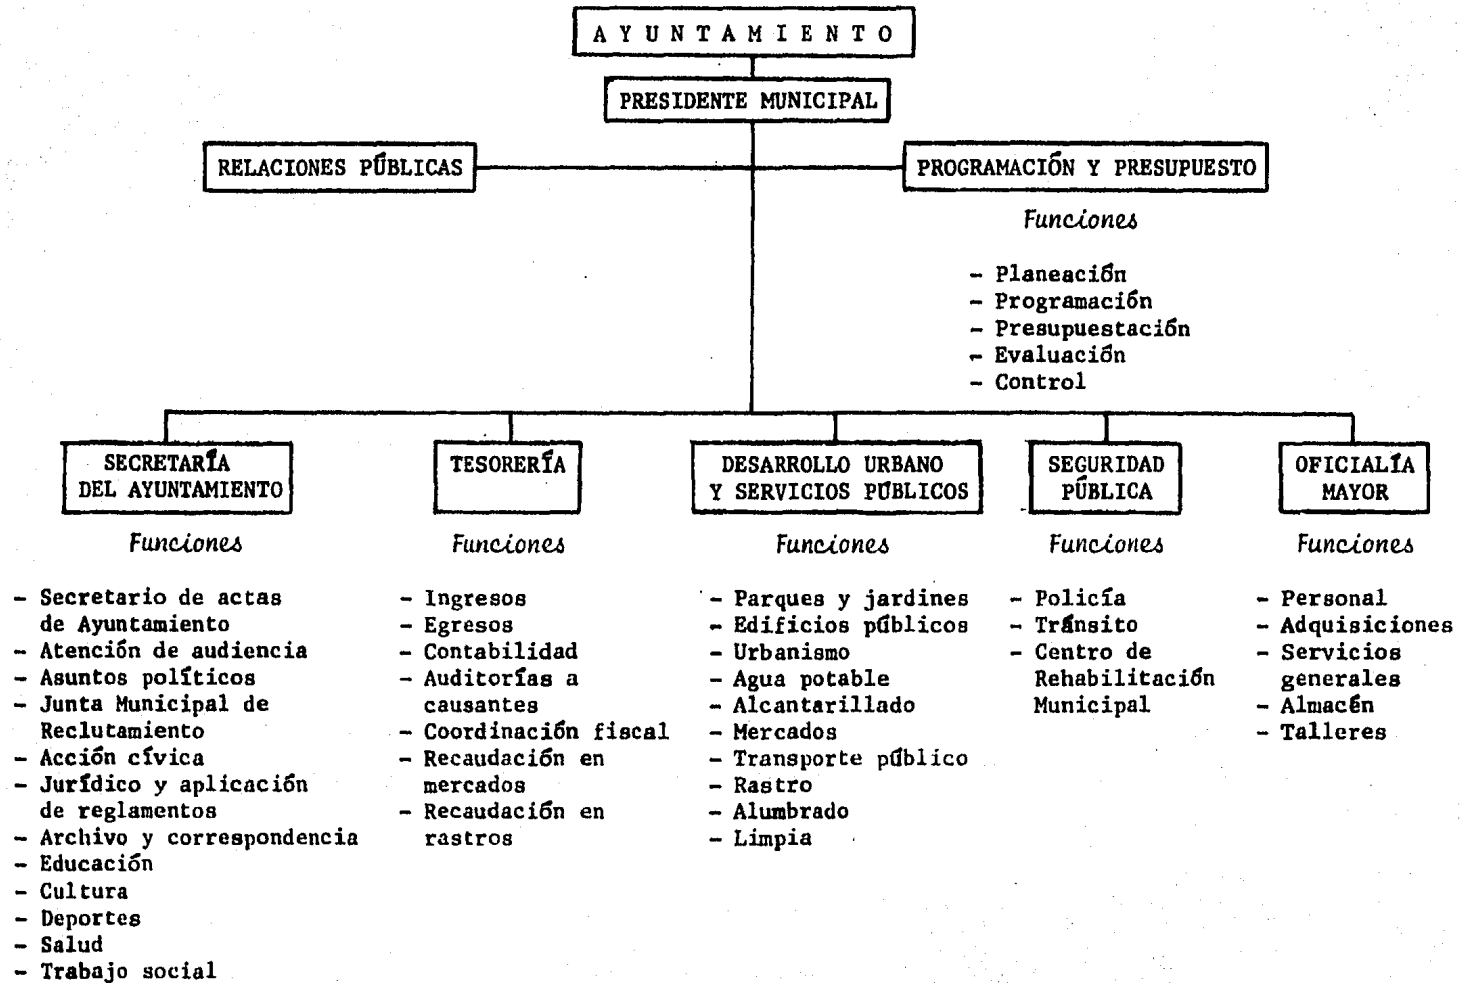 A Y U N T A M I E N T O
PRESIDENTE MUNICIPAL
RELACIONES PÚBLICAS
PROGRAMACIÓN Y PRESUPUESTO
Funciones
- Planeación
- Programación
- Presupuestación
- Evaluación
- Control
SECRETARÍA
DEL AYUNTAMIENTO
Funciones
- Secretario de actas
de Ayuntamiento
- Atención de audiencia
- Asuntos políticos
- Junta Municipal de
Reclutamiento
- Acción cívica
- Jurídico y aplicación
de reglamentos
- Archivo y correspondencia
- Educación
- Cultura
- Deportes
- Salud
- Trabajo social
TESORERÍA
Funciones
- Ingresos
- Egresos
- Contabilidad
- Auditorías a
causantes
- Coordinación fiscal
- Recaudación en
mercados
- Recaudación en
rastros
DESARROLLO URBANO
Y SERVICIOS PÚBLICOS
Funciones
- Parques y jardines
- Edificios públicos
- Urbanismo
- Agua potable
- Alcantarillado
- Mercados
- Transporte público
- Rastro
- Alumbrado
- Limpia
SEGURIDAD
PÚBLICA
Funciones
- Policía
- Tránsito
- Centro de
Rehabilitación
Municipal
OFICIALÍA
MAYOR
Funciones
- Personal
- Adquisiciones
- Servicios
generales
- Almacén
- Talleres